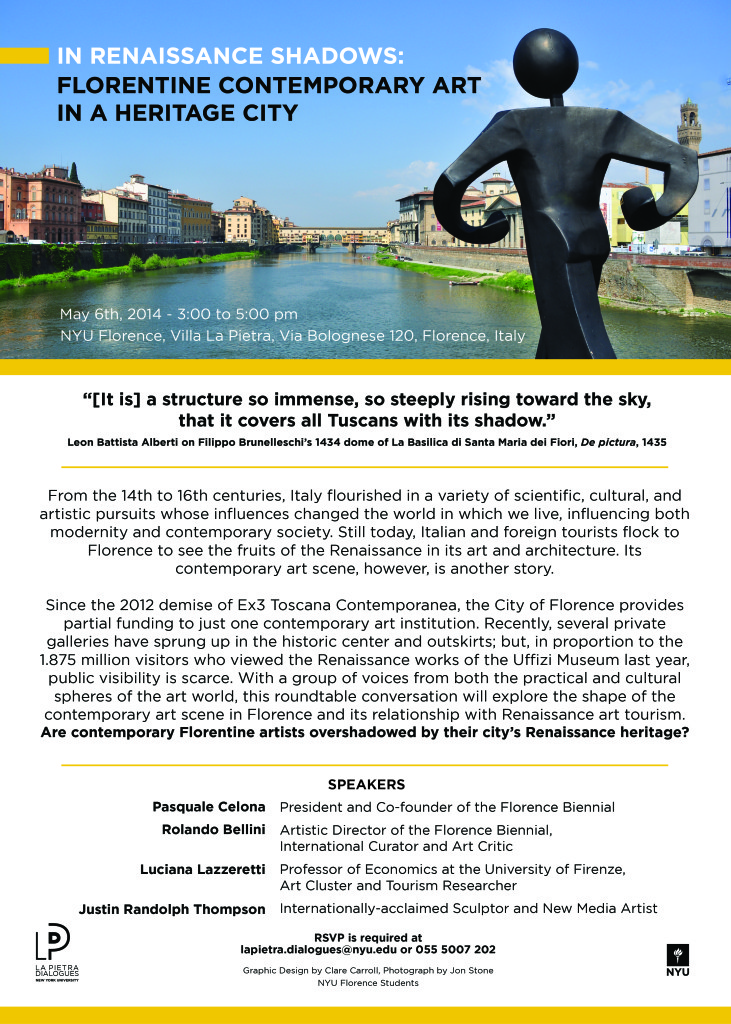 IN RENAISSANCE SHADOWS:
FLORENTINE CONTEMPORARY ART
IN A HERITAGE CITY
May 6th, 2014 - 3:00 to 5:00 pm
NYU Florence, Villa La Pietra, Via Bolognese 120, Florence, Italy
“[It is] a structure so immense, so steeply rising toward the sky,
that it covers all Tuscans with its shadow.”
Leon Battista Alberti on Filippo Brunelleschi’s 1434 dome of La Basilica di Santa Maria dei Fiori, De pictura, 1435
From the 14th to 16th centuries, Italy flourished in a variety of scientific, cultural, and
artistic pursuits whose influences changed the world in which we live, influencing both
modernity and contemporary society. Still today, Italian and foreign tourists flock to
Florence to see the fruits of the Renaissance in its art and architecture. Its
contemporary art scene, however, is another story.
Since the 2012 demise of Ex3 Toscana Contemporanea, the City of Florence provides
partial funding to just one contemporary art institution. Recently, several private
galleries have sprung up in the historic center and outskirts; but, in proportion to the
1.875 million visitors who viewed the Renaissance works of the Uffizi Museum last year,
public visibility is scarce. With a group of voices from both the practical and cultural
spheres of the art world, this roundtable conversation will explore the shape of the
contemporary art scene in Florence and its relationship with Renaissance art tourism.
Are contemporary Florentine artists overshadowed by their city’s Renaissance heritage?
SPEAKERS
Pasquale Celona President and Co-founder of the Florence Biennial
Rolando Bellini Artistic Director of the Florence Biennial,
International Curator and Art Critic
Luciana Lazzeretti Professor of Economics at the University of Firenze,
Art Cluster and Tourism Researcher
Justin Randolph Thompson Internationally-acclaimed Sculptor and New Media Artist
RSVP is required at
lapietra.dialogues@nyu.edu or 055 5007 202
Graphic Design by Clare Carroll, Photograph by Jon Stone
NYU Florence Students
LPD
LA PIETRA
DIALOGUES
NEW YORK UNIVERSITY
NYU